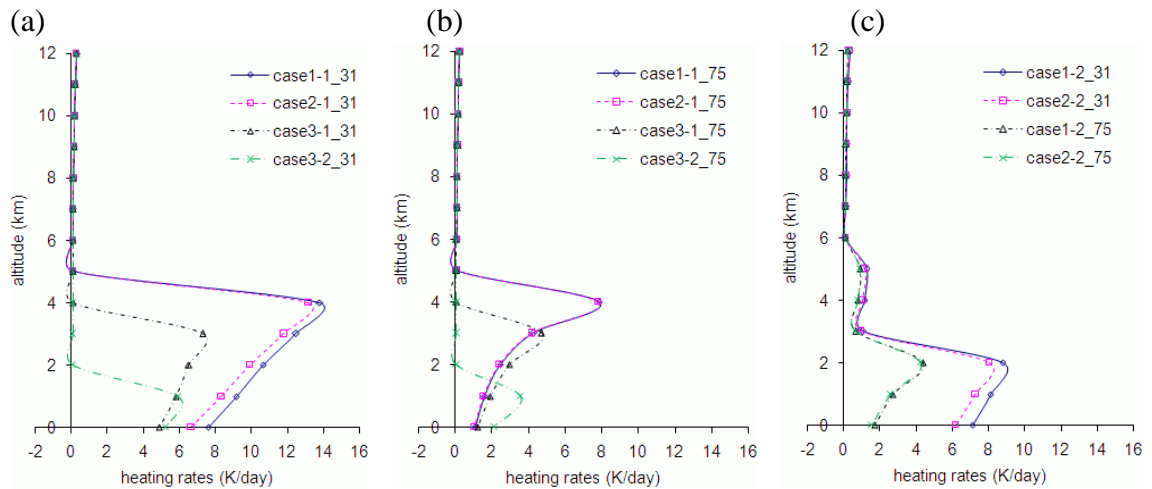 (a)
12
10
8
6
4
2
0
altitude (km)
-2 0 2 4 6 8 10 12 14 16
heating rates (K/day)
case1-1_31
case2-1_31
case3-1_31
case3-2_31
(b)
12
10
8
6
4
2
0
altitude (km)
-2 0 2 4 6 8 10 12 14 16
heating rates (K/day)
case1-1_75
case2-1_75
case3-1_75
case3-2_75
(c)
12
10
8
6
4
2
0
altitude (km)
-2 0 2 4 6 8 10 12 14 16
heating rates (K/day)
case1-2_31
case2-2_31
case1-2_75
case2-2_75